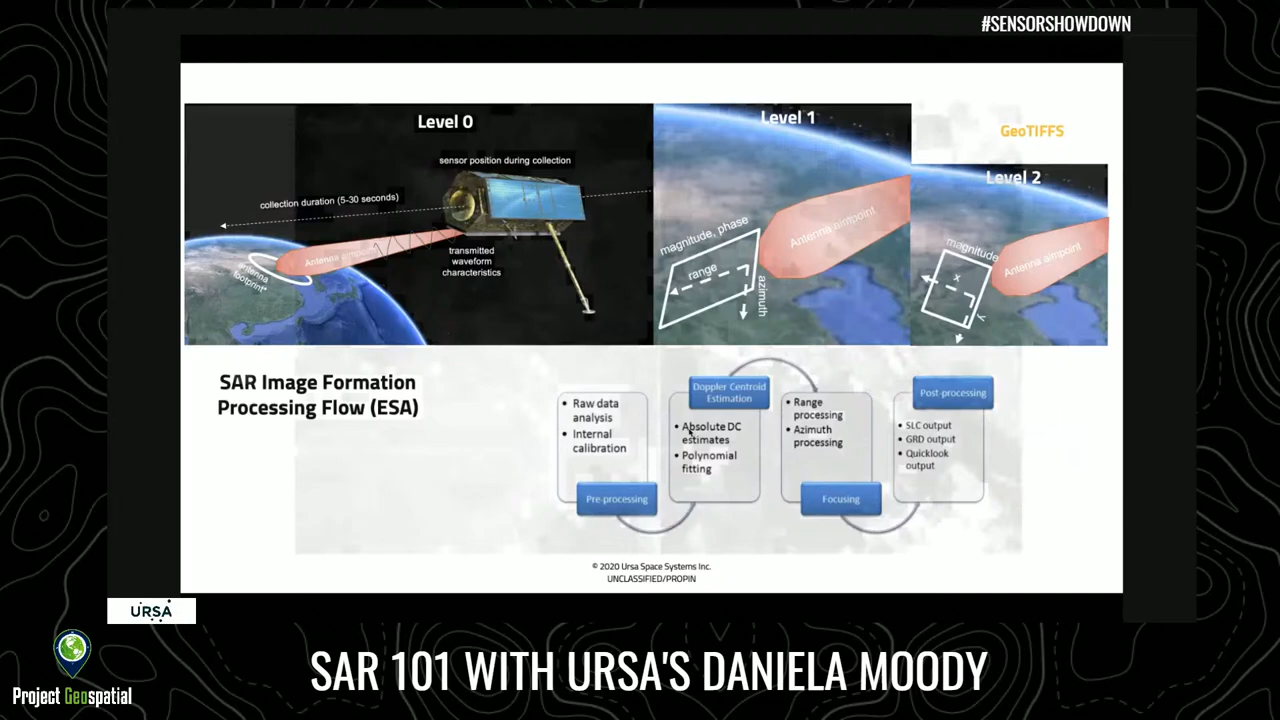 #SENSORSHOWDOWN
Level 0
Level 1
GeoTIFFS
Level 2
sensor position during collection
collection duration (5-30 seconds)
Antenna aimpoint
antenna
footprint*
transmitted
waveform
characteristics
magnitude, phase
range
azimuth
Antenna aimpoint
magnitude
x
Y
Antenna aimpoint
SAR Image Formation
Processing Flow (ESA)
• Raw data
analysis
• Internal
calibration
Pre-processing
Doppler Centroid
Estimation
• Absolute DC
estimates
• Polynomial
fitting
• Range
processing
• Azimuth
processing
Focusing
Post-processing
• SLC output
• GRD output
• Quicklook
output
© 2020 Ursa Space Systems Inc.
UNCLASSIFIED/PROPIN
URSA
Project Geospatial
SAR 101 WITH URSA'S DANIELA MOODY